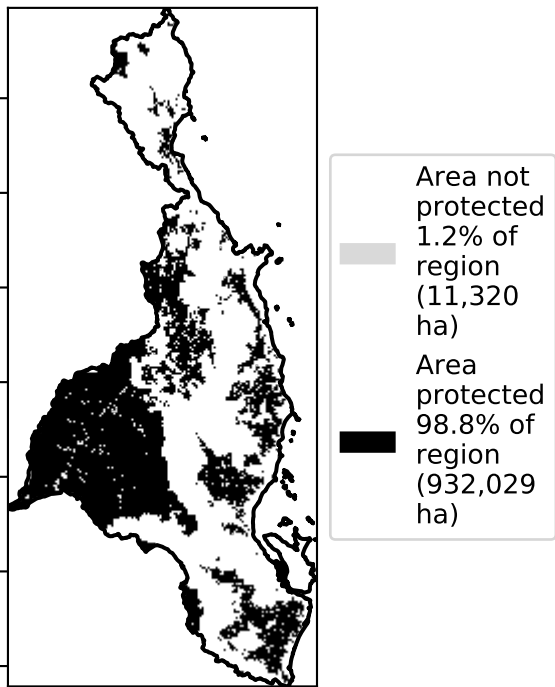 Area not
protected
1.2% of
region
(11,320
ha)
Area
protected
98.8% of
region
(932,029
ha)